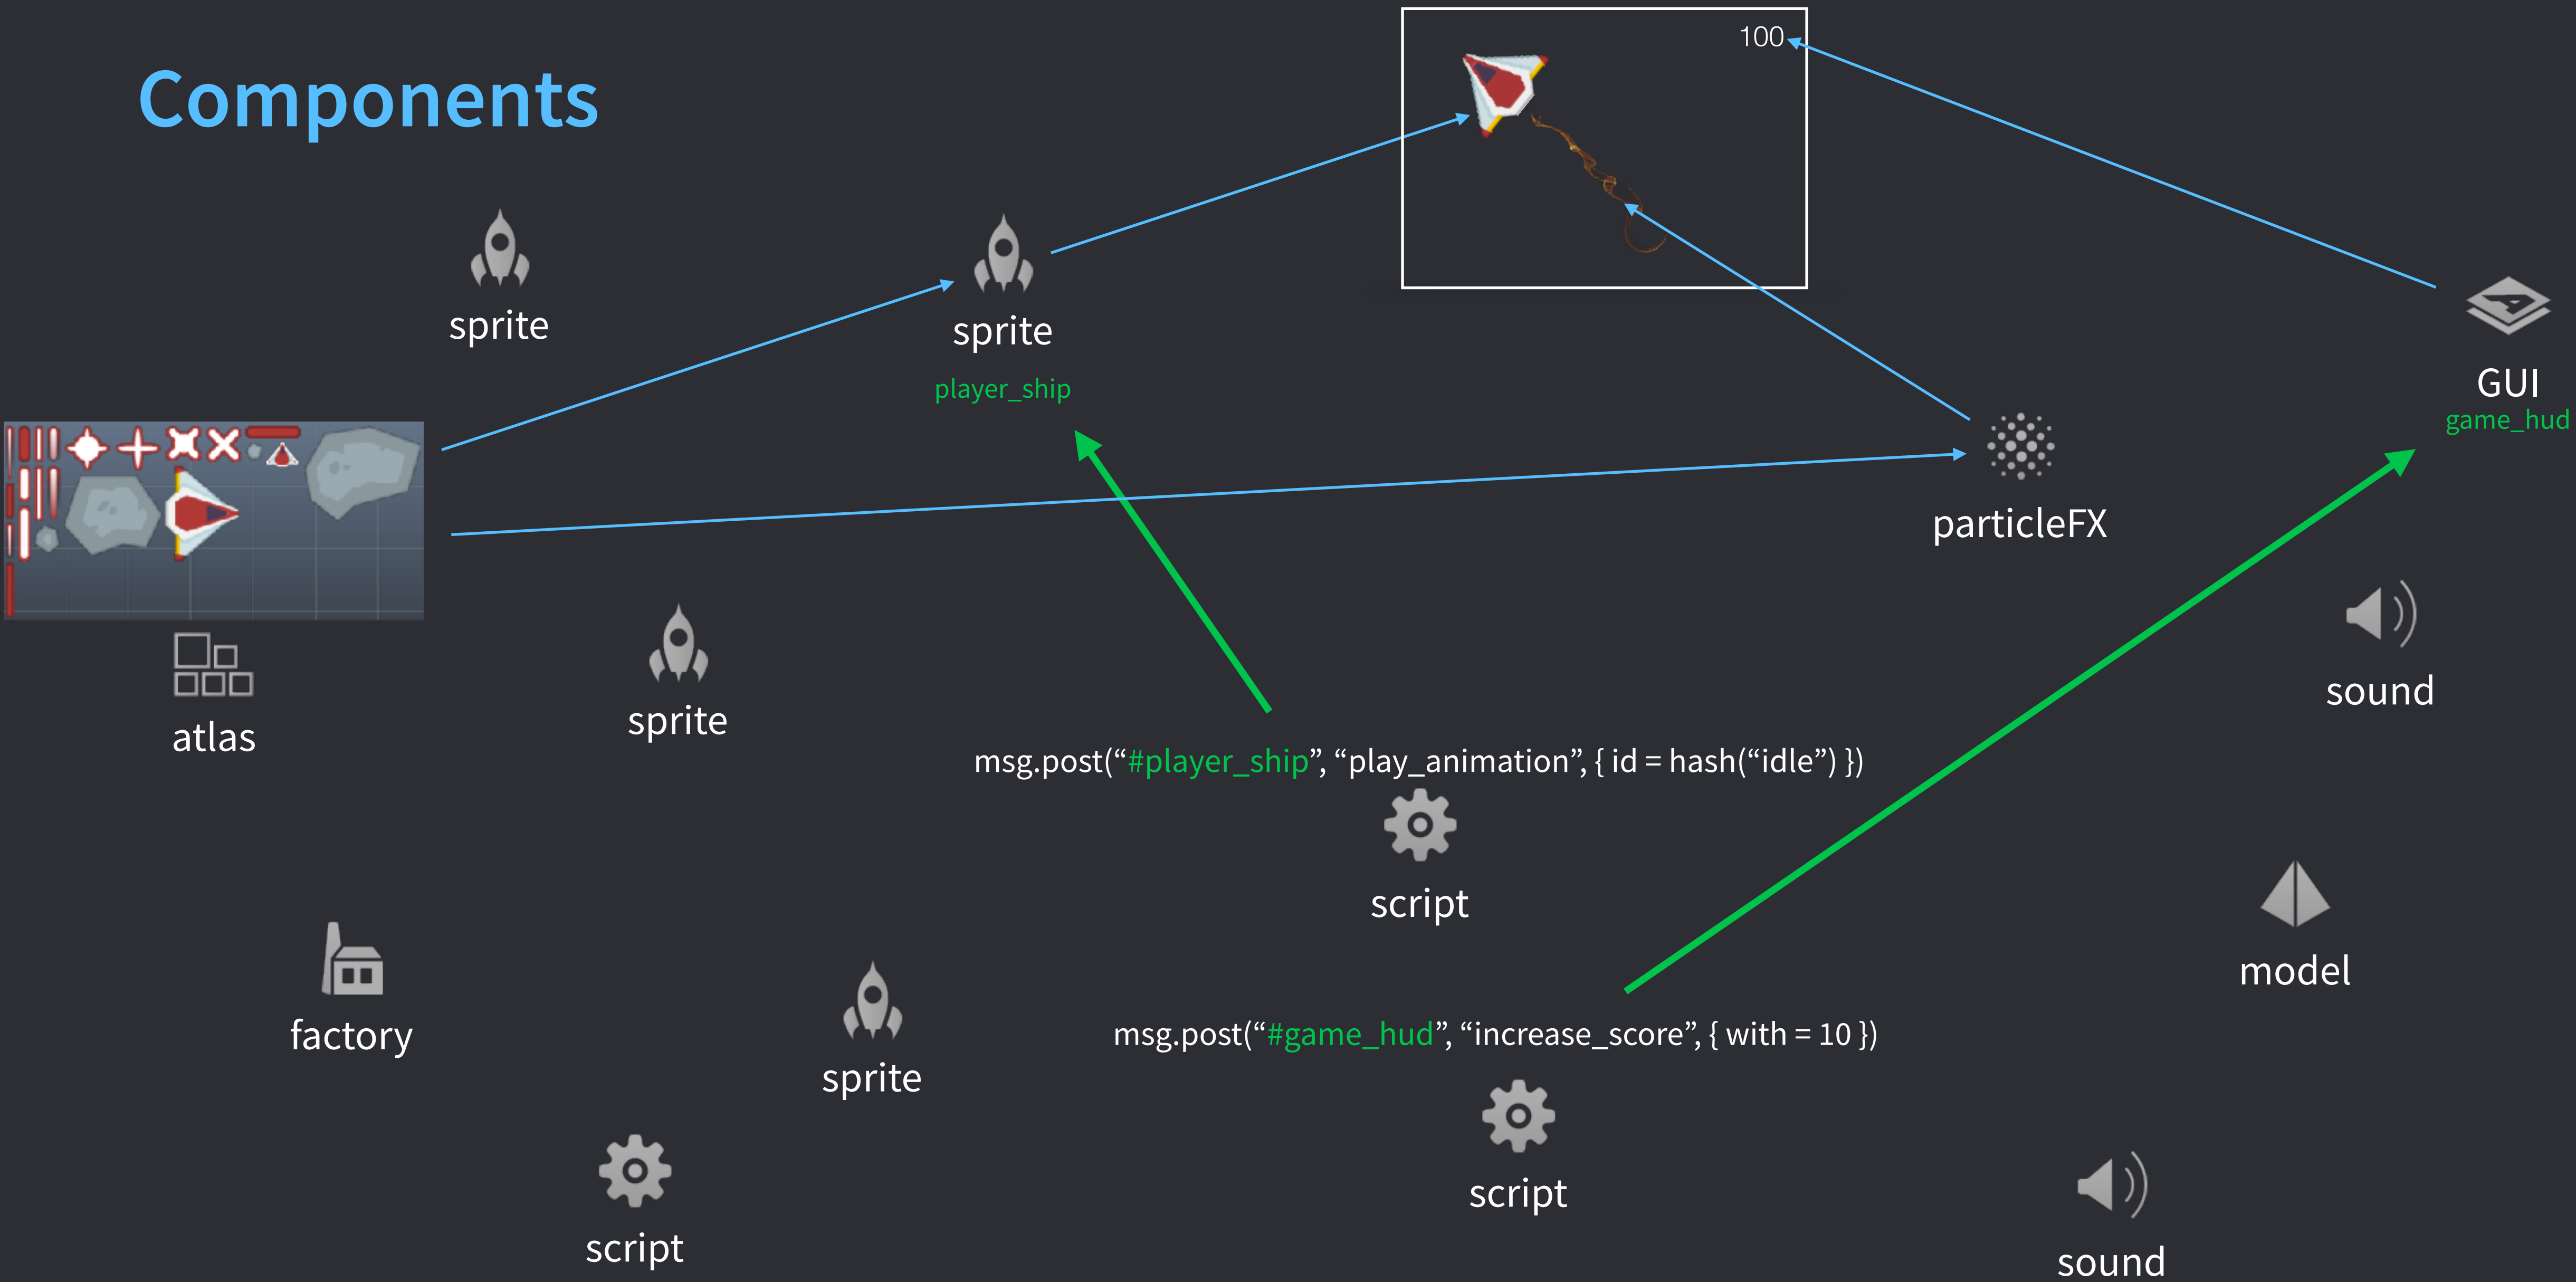 Components
100
sprite
sprite
player_ship
GUI
game_hud
particleFX
atlas
sprite
sound
msg.post(“#player_ship”, “play_animation”, { id = hash(“idle”) })
script
model
factory
sprite
msg.post(“#game_hud”, “increase_score”, { with = 10 })
script
script
sound